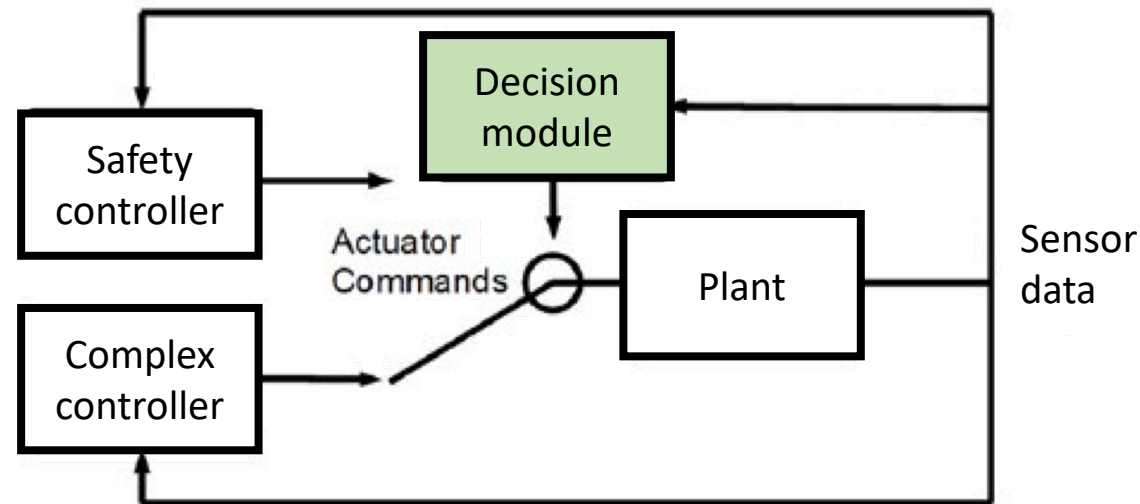 Decision
module
Safety
controller
Actuator
Commands
Plant
Sensor
data
Complex
controller